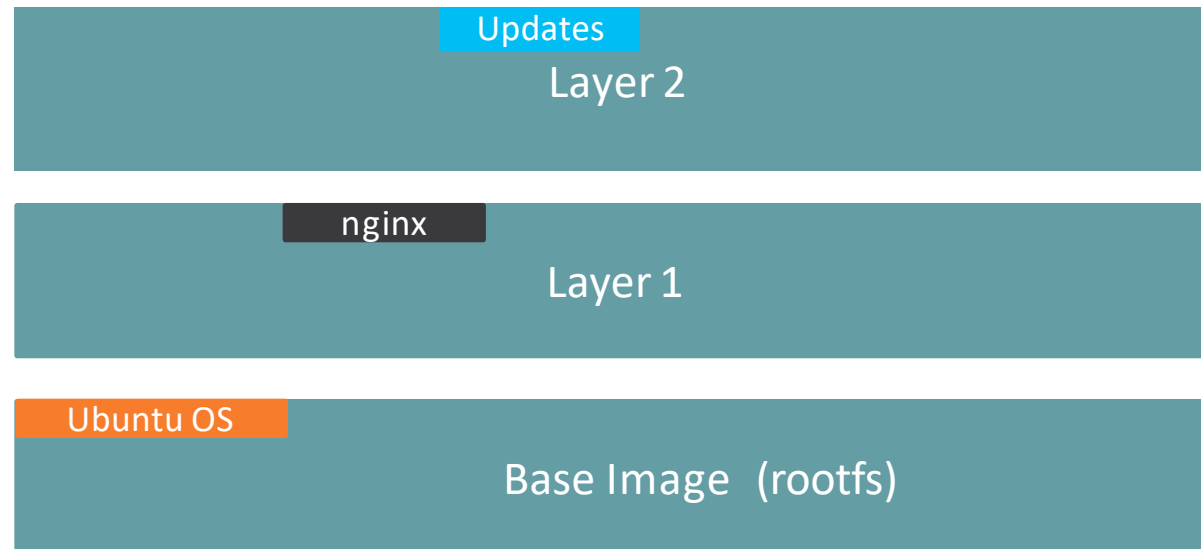 Updates
Layer 2
nginx
Layer 1
Ubuntu OS
Base Image (rootfs)